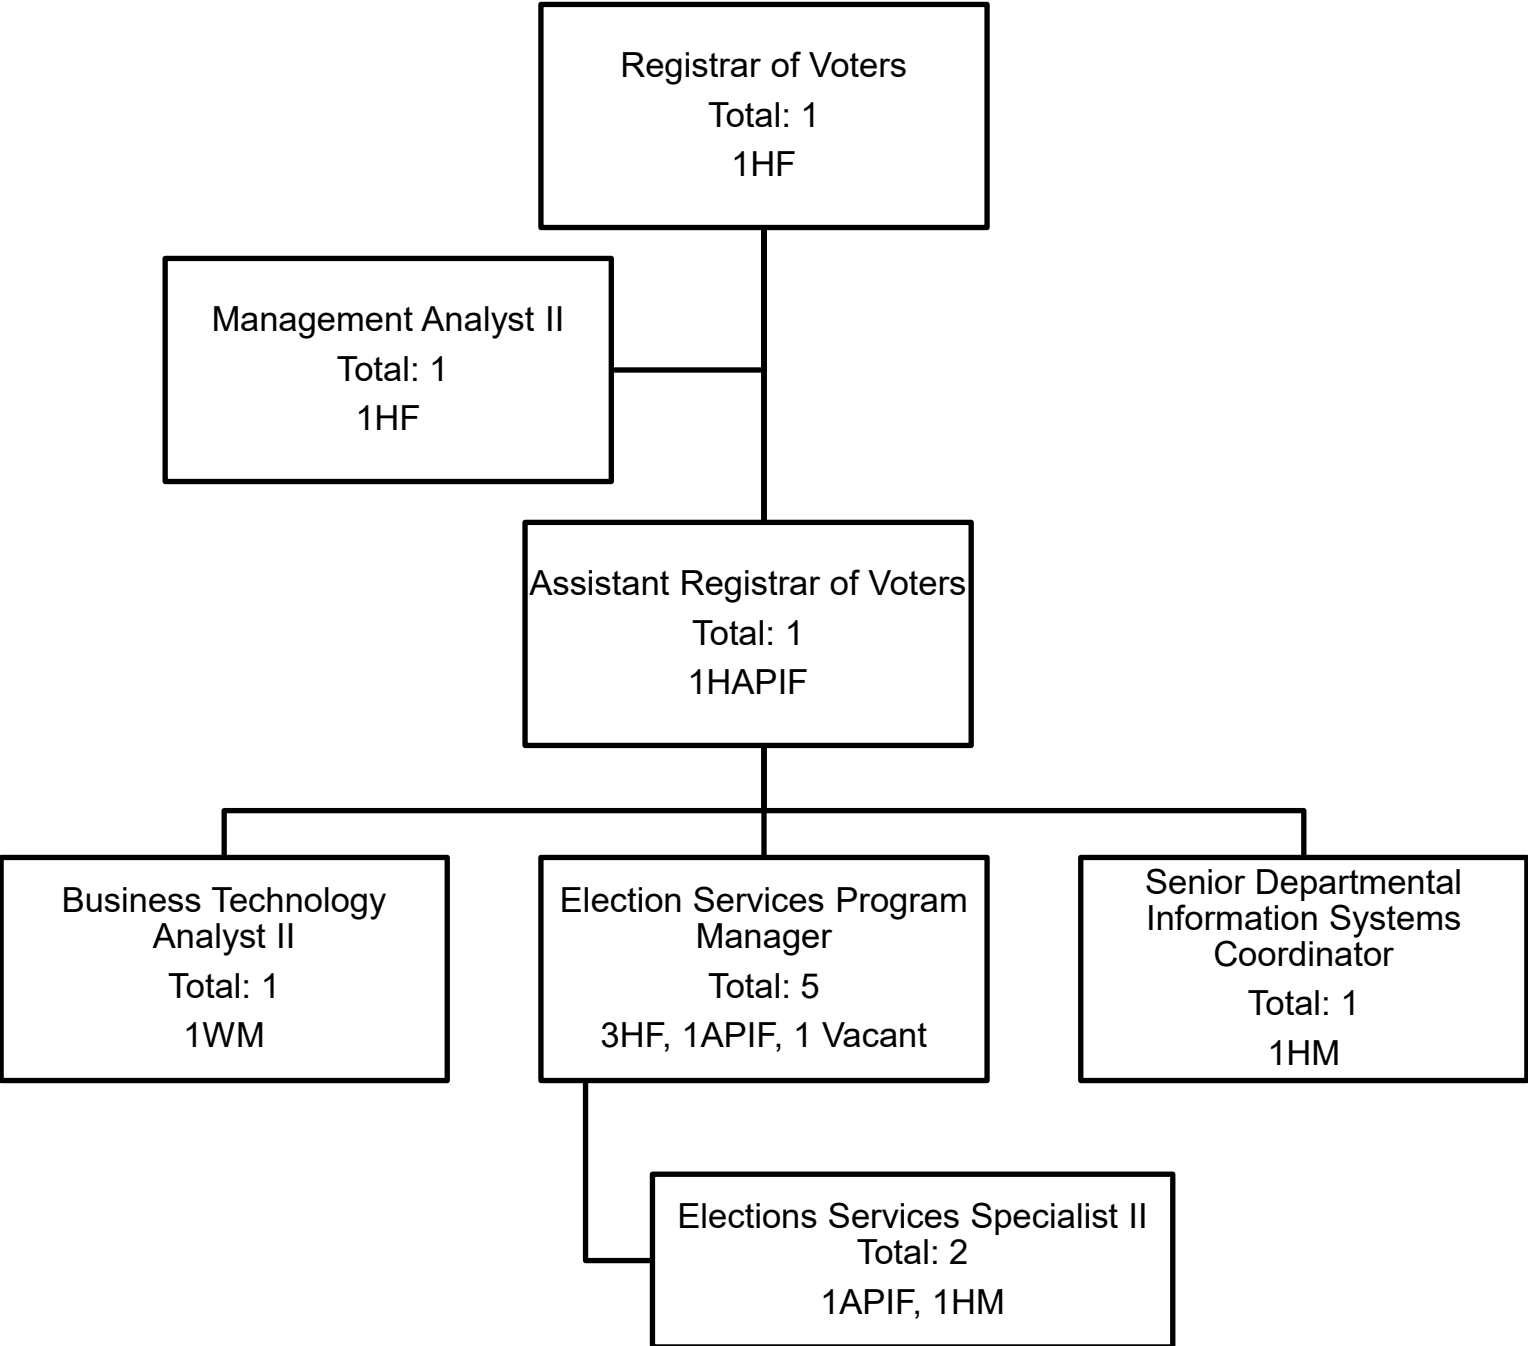 Registrar of Voters
Total: 1
1HF
Management Analyst II
Total: 1
1HF
Assistant Registrar of Voters
Total: 1
1HAPIF
Business Technology
Analyst II
Total: 1
1WM
Election Services Program
Manager
Total: 5
3HF, 1APIF, 1 Vacant
Senior Departmental
Information Systems
Coordinator
Total: 1
1HM
Elections Services Specialist II
Total: 2
1APIF, 1HM